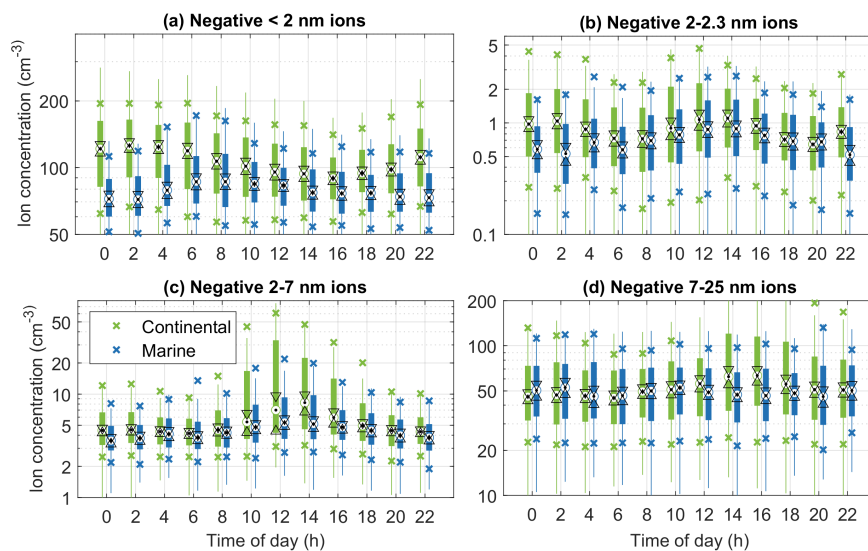 (a) Negative < 2 nm ions
Ion concentration (cm⁻³)
200
100
50
0 2 4 6 8 10 12 14 16 18 20 22
(b) Negative 2-2.3 nm ions
5
2
1
0.5
0.1
0 2 4 6 8 10 12 14 16 18 20 22
(c) Negative 2-7 nm ions
Ion concentration (cm⁻³)
50
20
10
5
2
1
Continental
Marine
0 2 4 6 8 10 12 14 16 18 20 22
Time of day (h)
(d) Negative 7-25 nm ions
200
100
50
20
10
0 2 4 6 8 10 12 14 16 18 20 22
Time of day (h)